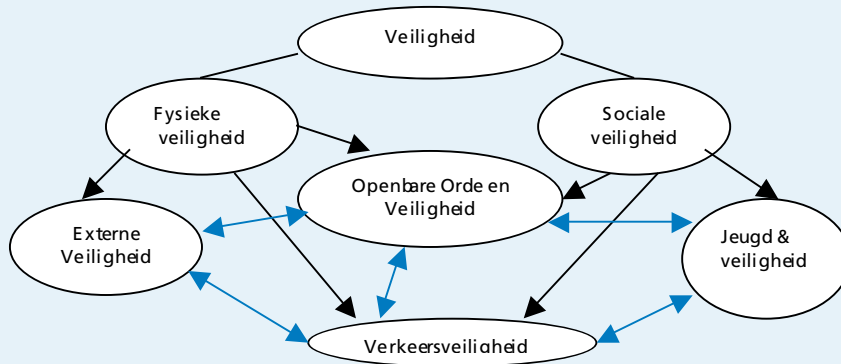 Veiligheid
Fysieke
veiligheid
Sociale
veiligheid
Openbare Orde en
Veiligheid
Externe
Veiligheid
Jeugd &
veiligheid
Verkeersveiligheid